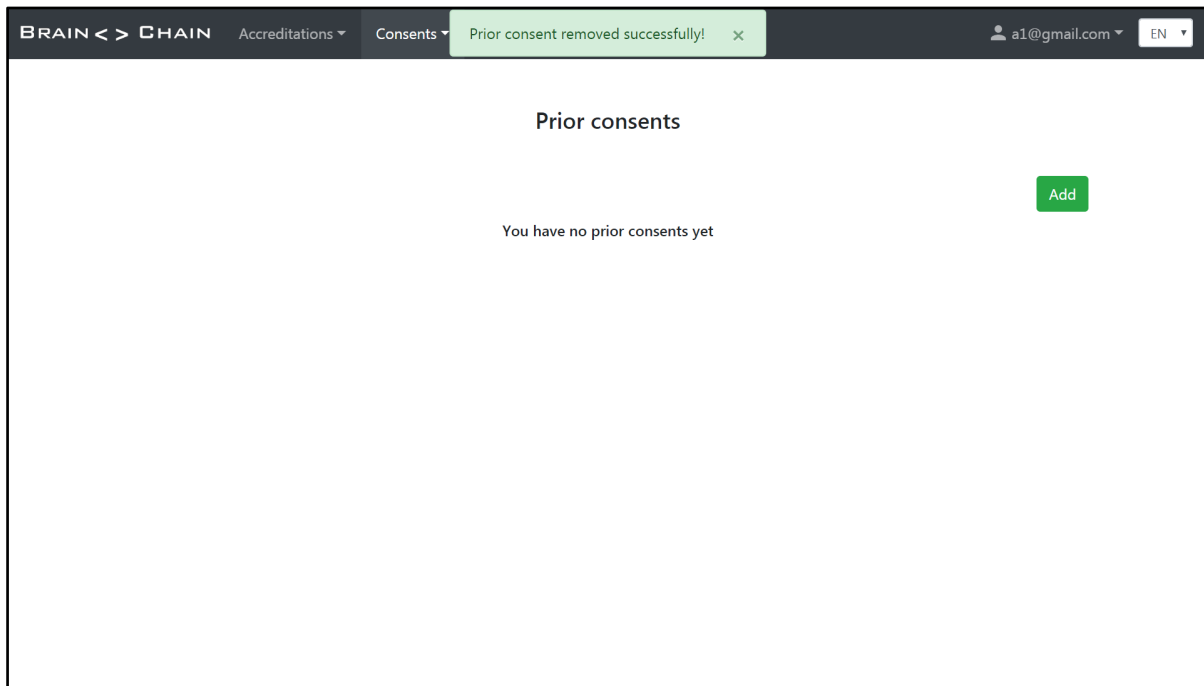 BRAIN < > CHAIN Accreditations Consents Prior consent removed successfully! × a1@gmail.com EN
Prior consents
Add
You have no prior consents yet